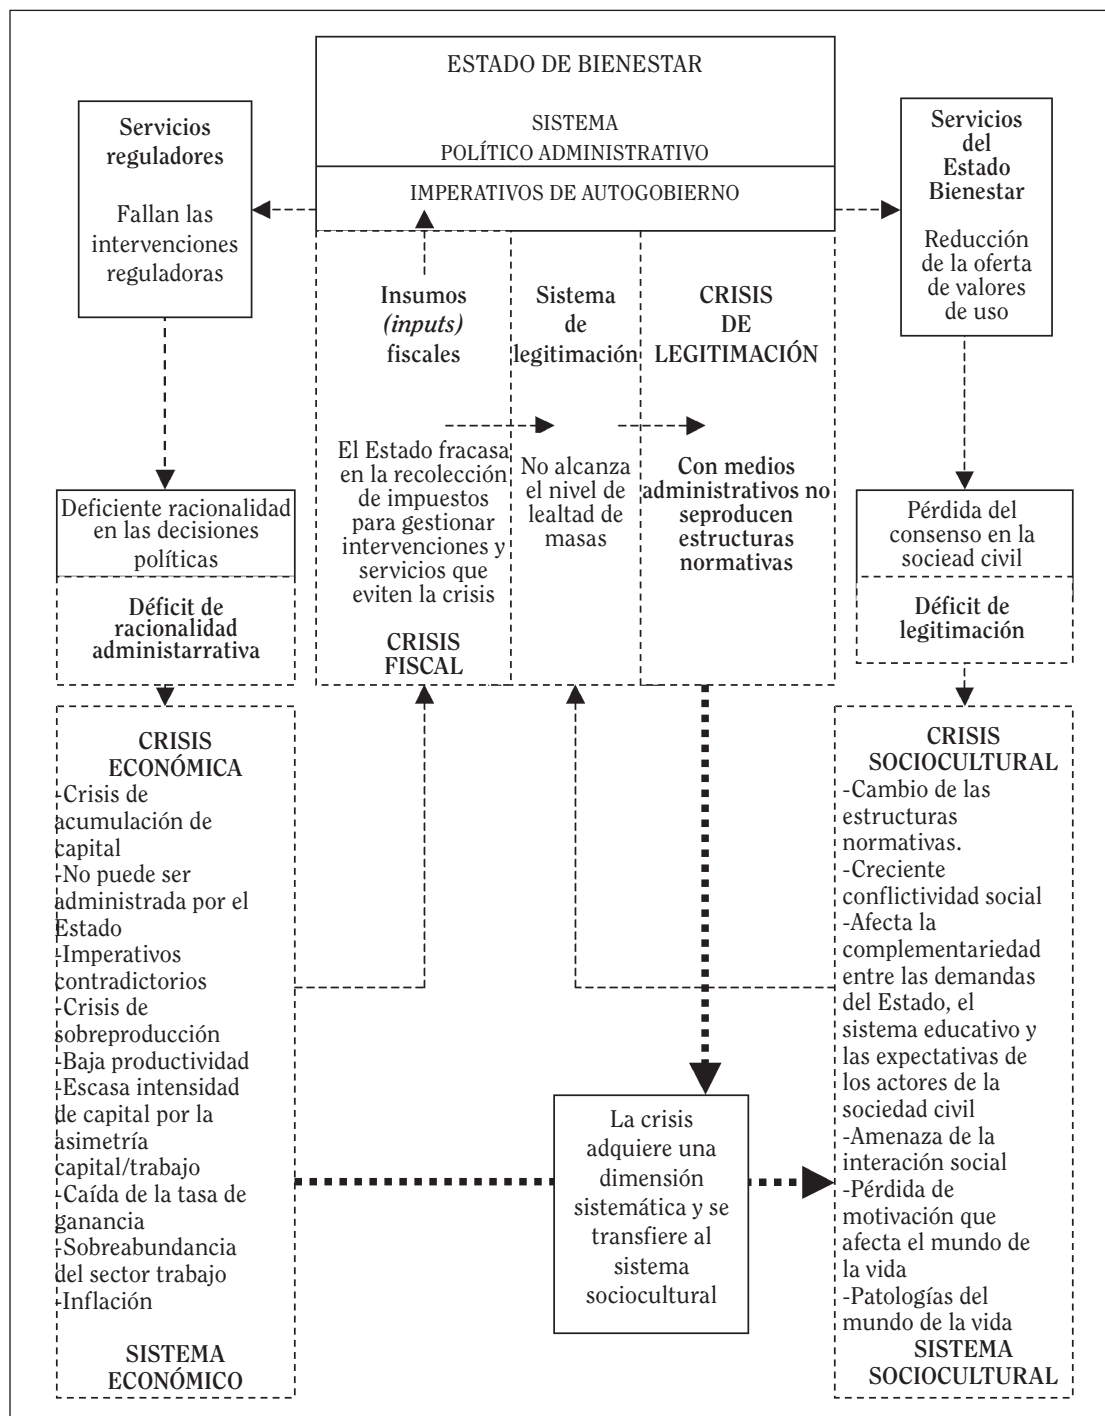 ESTADO DE BIENESTAR
SISTEMA
POLÍTICO ADMINISTRATIVO
IMPERATIVOS DE AUTOGOBIERNO
Servicios
reguladores
Fallan las
intervenciones
reguladoras
Servicios
del
Estado
Bienestar
Reducción
de la oferta
de valores
de uso
Insumos
(inputs)
fiscales
El Estado fracasa
en la recolección
de impuestos
para gestionar
intervenciones y
servicios que
eviten la crisis
CRISIS
FISCAL
Sistema
de
legitimación
No alcanza
el nivel de
lealtad de
masas
CRISIS
DE
LEGITIMACIÓN
Con medios
administrativos no
seproducen
estructuras
normativas
Deficiente racionalidad
en las decisiones
políticas
Déficit de
racionalidad
administarrativa
Pérdida del
consenso en la
sociead civil
Déficit de
legitimación
CRISIS
ECONÓMICA
-Crisis de
acumulación de
capital
-No puede ser
administrada por el
Estado
-Imperativos
contradictorios
-Crisis de
sobreproducción
-Baja productividad
-Escasa intensidad
de capital por la
asimetría
capital/trabajo
-Caída de la tasa de
ganancia
-Sobreabundancia
del sector trabajo
-Inflación
SISTEMA
ECONÓMICO
La crisis
adquiere una
dimensión
sistemática y se
transfiere al
sistema
sociocultural
CRISIS
SOCIOCULTURAL
-Cambio de las
estructuras
normativas.
-Creciente
conflictividad social
-Afecta la
complementariedad
entre las demandas
del Estado, el
sistema educativo y
las expectativas de
los actores de la
sociedad civil
-Amenaza de la
interación social
-Pérdida de
motivación que
afecta el mundo de
la vida
-Patologías del
mundo de la vida
SISTEMA
SOCIOCULTURAL